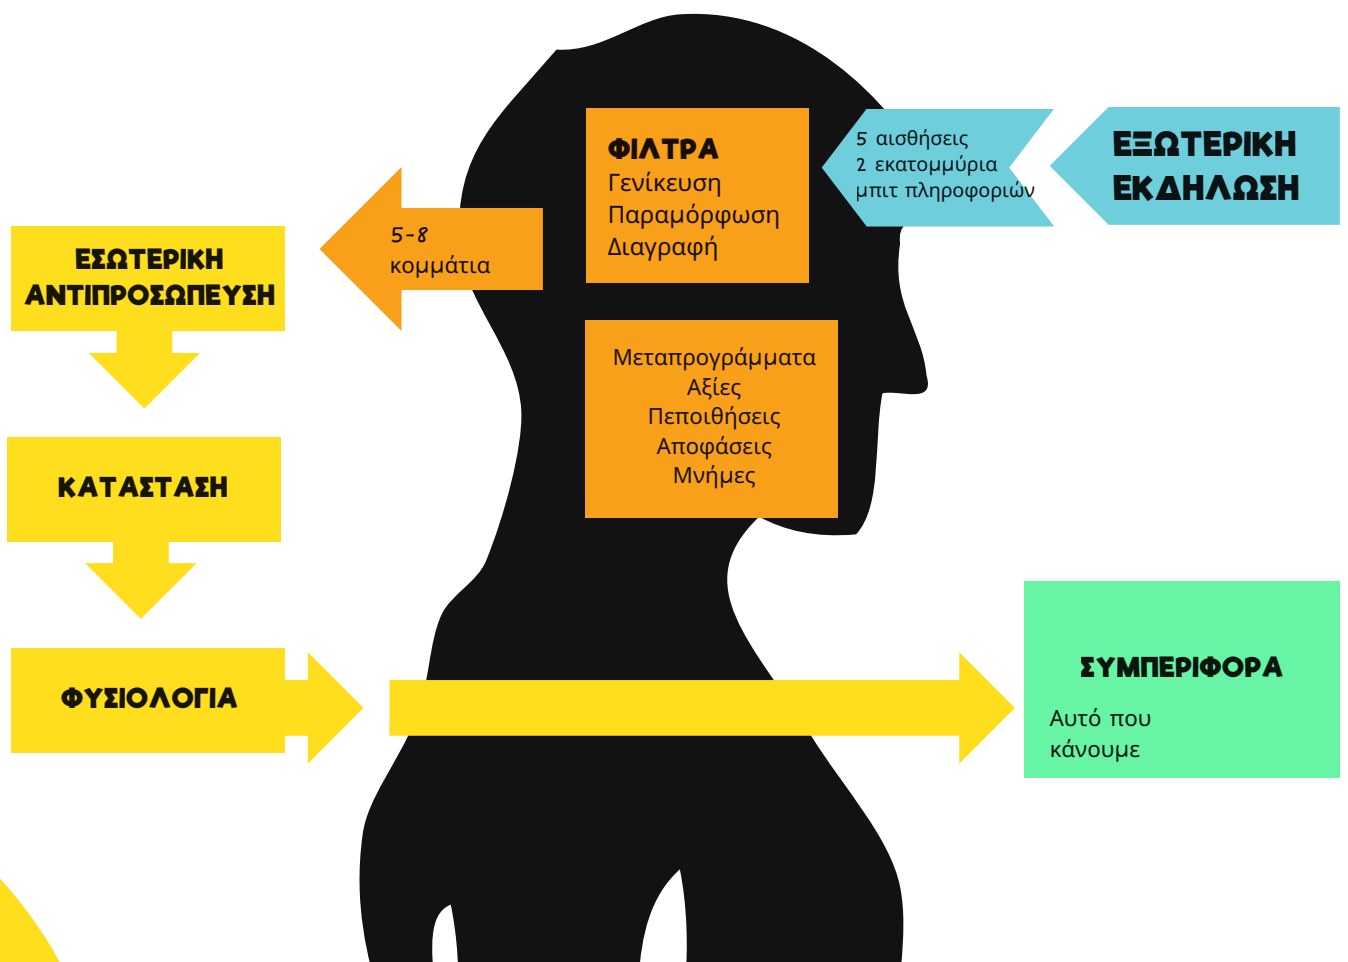 ΕΞΩΤΕΡΙΚΗ
ΕΚΔΗΛΩΣΗ
5 αισθήσεις
2 εκατομμύρια
μπιτ πληροφοριών
ΦΙΛΤΡΑ
Γενίκευση
Παραμόρφωση
Διαγραφή
Μεταπρογράμματα
Αξίες
Πεποιθήσεις
Αποφάσεις
Μνήμες
5-8
κομμάτια
ΕΣΩΤΕΡΙΚΗ
ΑΝΤΙΠΡΟΣΩΠΕΥΣΗ
ΚΑΤΑΣΤΑΣΗ
ΦΥΣΙΟΛΟΓΙΑ
ΣΥΜΠΕΡΙΦΟΡΑ
Αυτό που
κάνουμε